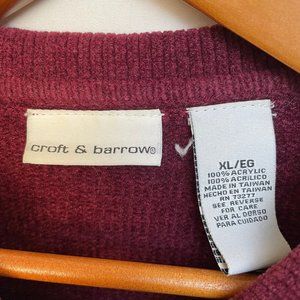 croft & barrow®
XL/EG
100% ACRYLIC
100% ACRILICO
MADE IN TAIWAN
HECHO EN TAIWAN
RN 73277
SEE REVERSE
FOR CARE
VER AL DORSO
PARA CUIDADO